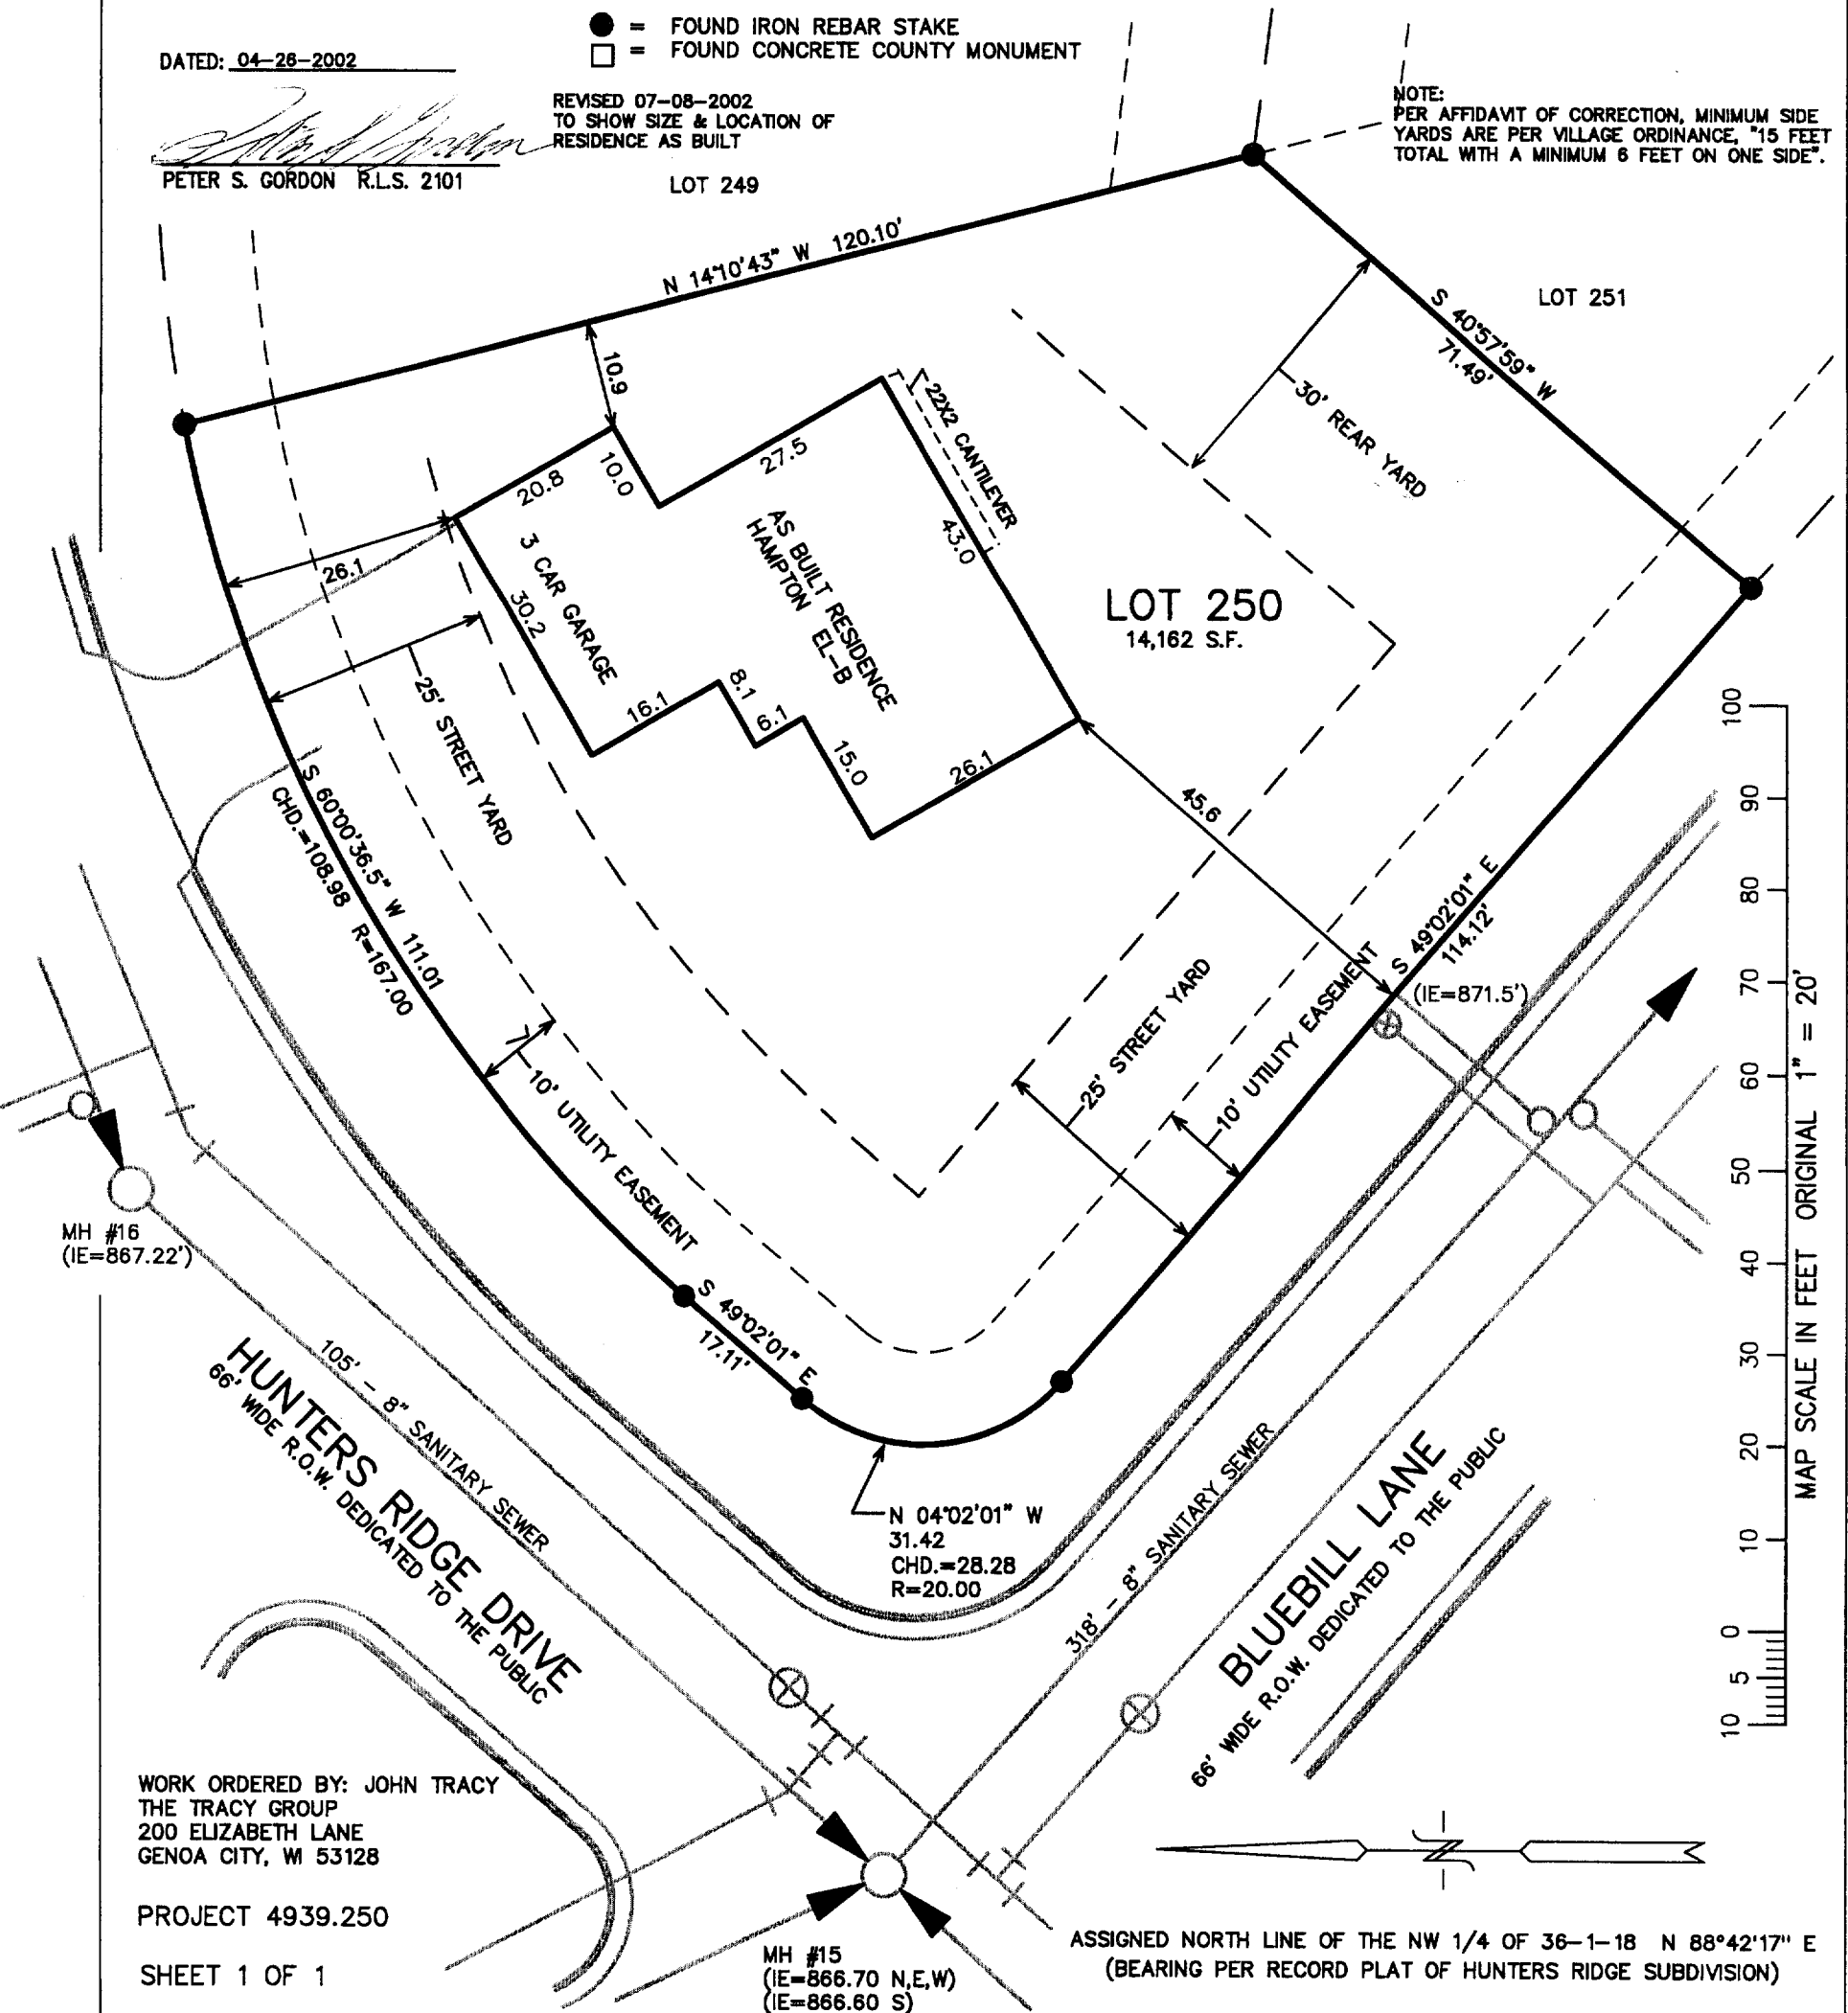 ● = FOUND IRON REBAR STAKE
□ = FOUND CONCRETE COUNTY MONUMENT
DATED: 04-26-2002
REVISED 07-08-2002
TO SHOW SIZE & LOCATION OF
RESIDENCE AS BUILT
PETER S. GORDON R.L.S. 2101
NOTE:
PER AFFIDAVIT OF CORRECTION, MINIMUM SIDE
YARDS ARE PER VILLAGE ORDINANCE, "15 FEET
TOTAL WITH A MINIMUM 6 FEET ON ONE SIDE".
LOT 249
N 14°10'43" W 120.10'
LOT 251
S 40°57'59" W
71.49'
30' REAR YARD
10.9
20.8
10.0
27.5
22X2 CANTILEVER
43.0
26.1
3 CAR GARAGE
30.2
AS BUILT RESIDENCE
HAMPTON EL-B
LOT 250
14,162 S.F.
16.1
8.1
6.1
15.0
26.1
45.6
25' STREET YARD
S 60°00'36.5" W 111.01
CHD.=108.98 R=167.00
S 49°02'01" E
114.12'
(IE=871.5')
10' UTILITY EASEMENT
25' STREET YARD
10' UTILITY EASEMENT
S 49°02'01" E
17.11'
MH #16
(IE=867.22')
105' - 8" SANITARY SEWER
HUNTERS RIDGE DRIVE
66' WIDE R.O.W. DEDICATED TO THE PUBLIC
N 04°02'01" W
31.42
CHD.=28.28
R=20.00
318' - 8" SANITARY SEWER
BLUEBILL LANE
66' WIDE R.O.W. DEDICATED TO THE PUBLIC
10 5 0 10 20 30 40 50 60 70 80 90 100
MAP SCALE IN FEET ORIGINAL 1" = 20'
WORK ORDERED BY: JOHN TRACY
THE TRACY GROUP
200 ELIZABETH LANE
GENOA CITY, WI 53128
PROJECT 4939.250
SHEET 1 OF 1
MH #15
(IE=866.70 N,E,W)
(IE=866.60 S)
ASSIGNED NORTH LINE OF THE NW 1/4 OF 36-1-18 N 88°42'17" E
(BEARING PER RECORD PLAT OF HUNTERS RIDGE SUBDIVISION)